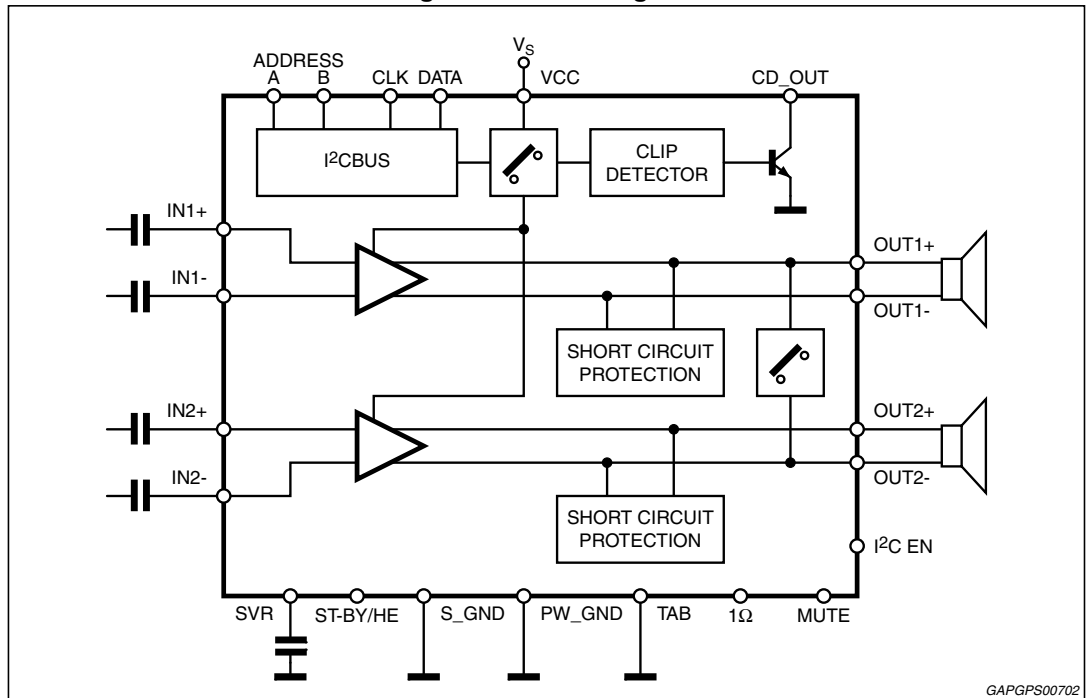 V_S
ADDRESS
A B CLK DATA VCC CD_OUT
I²CBUS
CLIP
DETECTOR
IN1+
OUT1+
IN1-
OUT1-
SHORT CIRCUIT
PROTECTION
IN2+
OUT2+
IN2-
OUT2-
SHORT CIRCUIT
PROTECTION
I²C EN
SVR ST-BY/HE S_GND PW_GND TAB 1Ω MUTE
GAPGPS00702